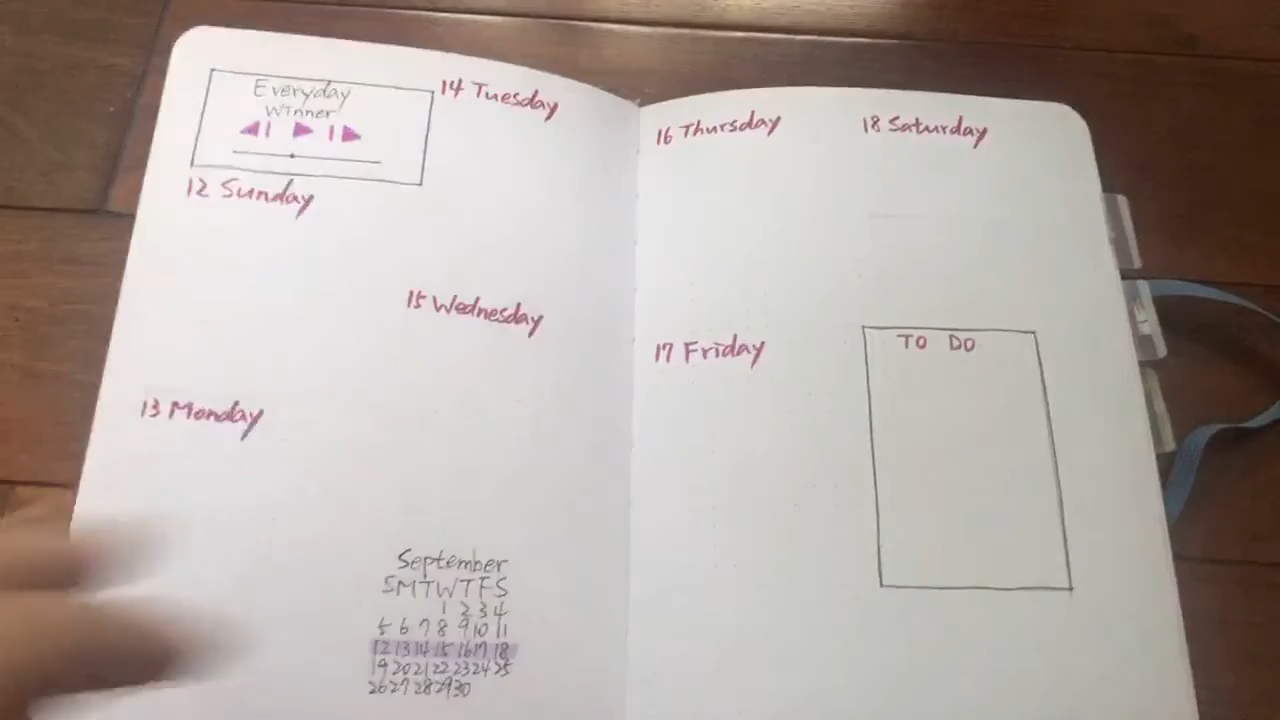 Everyday
Winner
12 Sunday
13 Monday
14 Tuesday
15 Wednesday
September
SMTWTFS
1 2 3 4
5 6 7 8 9 10 11
12 13 14 15 16 17 18
19 20 21 22 23 24 25
26 27 28 29 30
16 Thursday
17 Friday
18 Saturday
TO DO